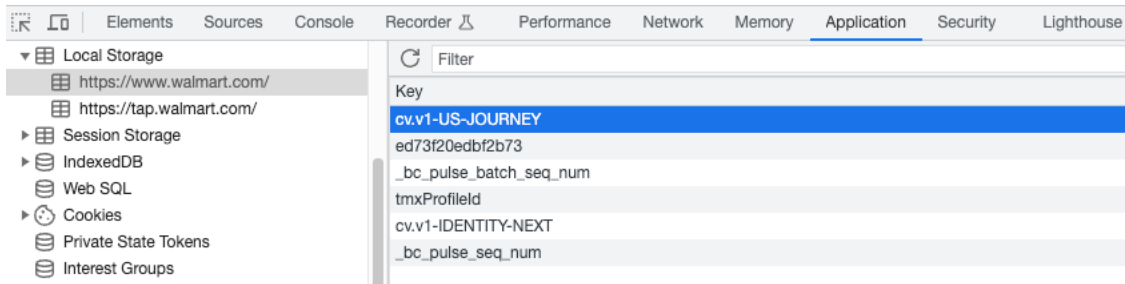 Elements Sources Console Recorder Performance Network Memory Application Security Lighthouse
Local Storage
https://www.walmart.com/
https://tap.walmart.com/
Session Storage
IndexedDB
Web SQL
Cookies
Private State Tokens
Interest Groups
Filter
Key
cv.v1-US-JOURNEY
ed73f20edbf2b73
_bc_pulse_batch_seq_num
tmxProfileId
cv.v1-IDENTITY-NEXT
_bc_pulse_seq_num